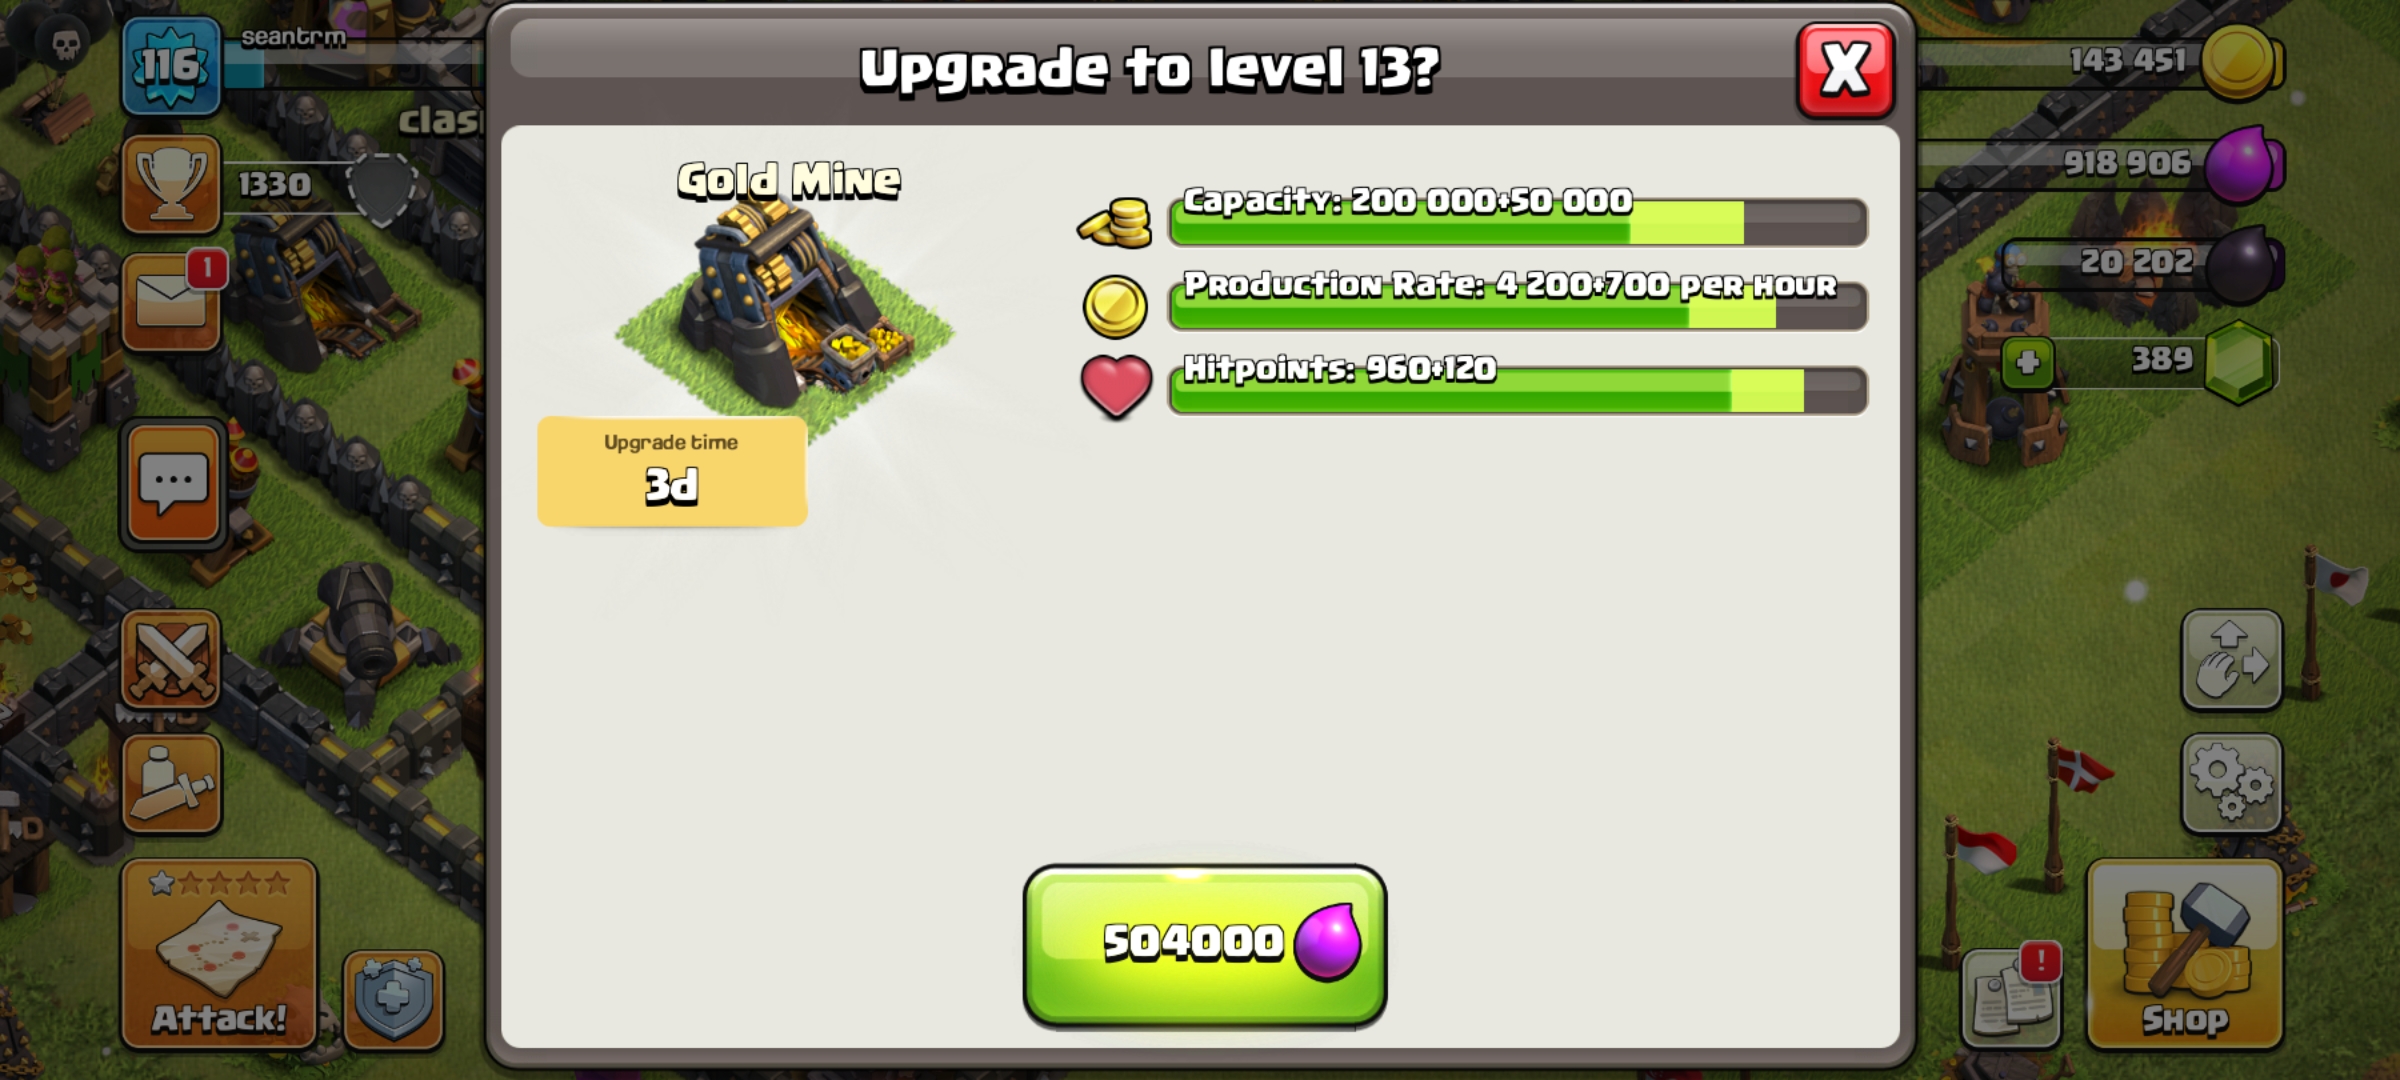 116
seantrm
Upgrade to level 13?
X
143 451
clas
Gold Mine
918 906
1330
Capacity: 200 000+50 000
1
Production Rate: 4 200+700 per hour
20 202
Hitpoints: 960+120
389
Upgrade time
3d
504000
!
Attack!
Shop